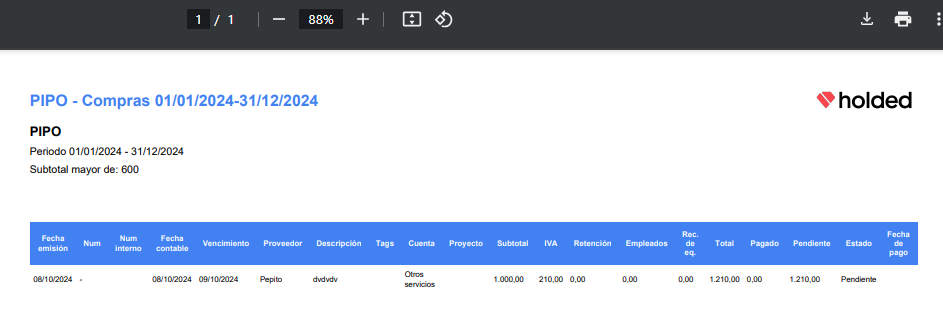 1 / 1 88%
PIPO - Compras 01/01/2024-31/12/2024
holded
PIPO
Periodo 01/01/2024 - 31/12/2024
Subtotal mayor de: 600
Fecha emisión Num Num interno Fecha contable Vencimiento Proveedor Descripción Tags Cuenta Proyecto Subtotal IVA Retención Empleados Rec. de eq. Total Pagado Pendiente Estado Fecha de pago
08/10/2024 - 08/10/2024 09/10/2024 Pepito dvdvdv Otros servicios 1.000,00 210,00 0,00 0,00 0,00 1.210,00 0,00 1.210,00 Pendiente